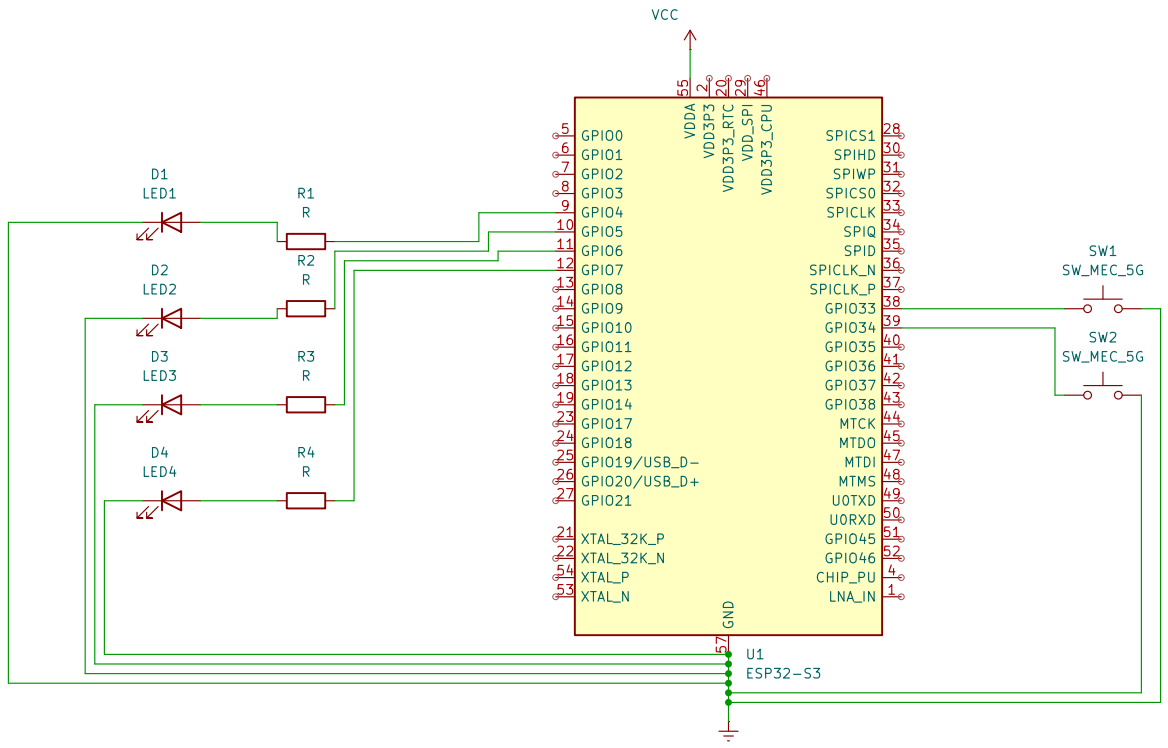 VCC
55
2
20
29
46
VDDA
VDD3P3
VDD3P3_RTC
VDD_SPI
VDD3P3_CPU
5 GPIO0
6 GPIO1
7 GPIO2
8 GPIO3
9 GPIO4
10 GPIO5
11 GPIO6
12 GPIO7
13 GPIO8
14 GPIO9
15 GPIO10
16 GPIO11
17 GPIO12
18 GPIO13
19 GPIO14
23 GPIO17
24 GPIO18
25 GPIO19/USB_D-
26 GPIO20/USB_D+
27 GPIO21
21 XTAL_32K_P
22 XTAL_32K_N
54 XTAL_P
53 XTAL_N
SPICS1 28
SPIHD 30
SPIWP 31
SPICS0 32
SPICLK 33
SPIQ 34
SPID 35
SPICLK_N 36
SPICLK_P 37
GPIO33 38
GPIO34 39
GPIO35 40
GPIO36 41
GPIO37 42
GPIO38 43
MTCK 44
MTDO 45
MTDI 47
MTMS 48
U0TXD 49
U0RXD 50
GPIO45 51
GPIO46 52
CHIP_PU 4
LNA_IN 1
GND
57
U1
ESP32-S3
D1
LED1
R1
R
D2
LED2
R2
R
D3
LED3
R3
R
D4
LED4
R4
R
SW1
SW_MEC_5G
SW2
SW_MEC_5G